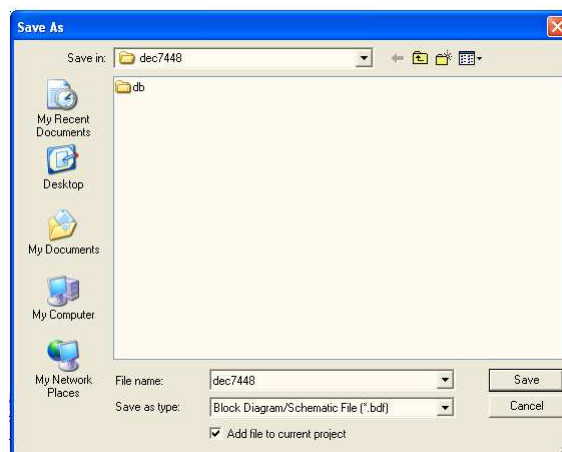 Save As
Save in: dec7448
db
My Recent
Documents
Desktop
My Documents
My Computer
My Network
Places
File name: dec7448 Save
Save as type: Block Diagram/Schematic File (*.bdf) Cancel
Add file to current project